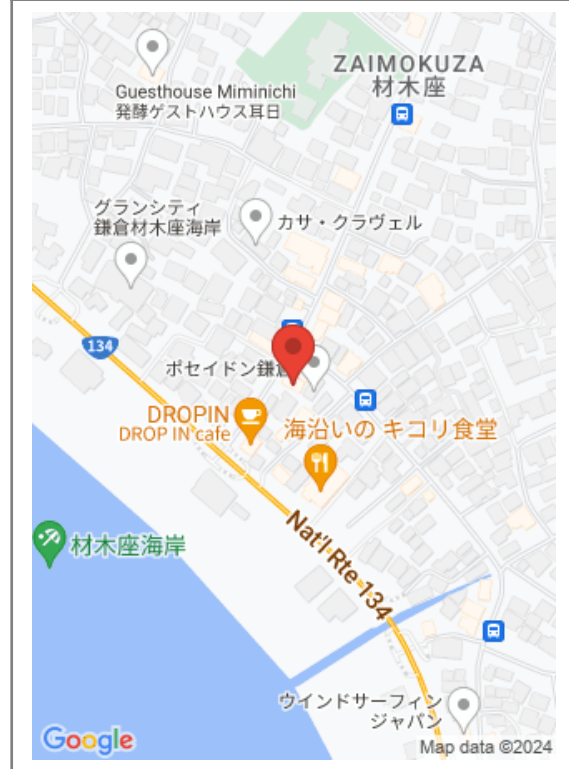 ZAIMOKUZA
材木座
Guesthouse Miminichi
発酵ゲストハウス耳日
グランシティ
鎌倉材木座海岸
カサ・クラヴェル
134
ポセイドン鎌倉
DROPIN
DROP IN cafe
海沿いの キコリ食堂
Nat'l Rte 134
材木座海岸
ウインドサーフィン
ジャパン
Google
Map data ©2024